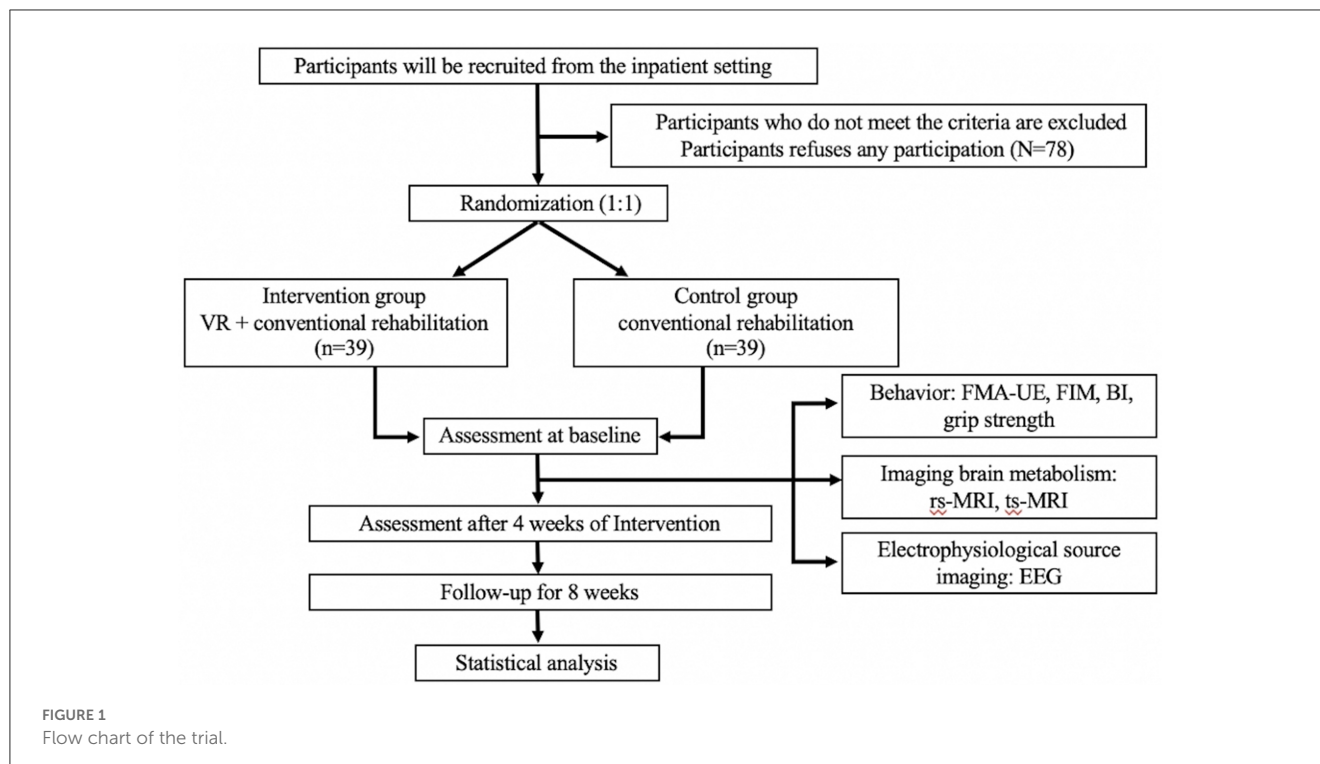 Participants will be recruited from the inpatient setting
Participants who do not meet the criteria are excluded
Participants refuses any participation (N=78)
Randomization (1:1)
Intervention group
VR + conventional rehabilitation
(n=39)
Control group
conventional rehabilitation
(n=39)
Assessment at baseline
Behavior: FMA-UE, FIM, BI,
grip strength
Imaging brain metabolism:
rs-MRI, ts-MRI
Electrophysiological source
imaging: EEG
Assessment after 4 weeks of Intervention
Follow-up for 8 weeks
Statistical analysis
FIGURE 1
Flow chart of the trial.